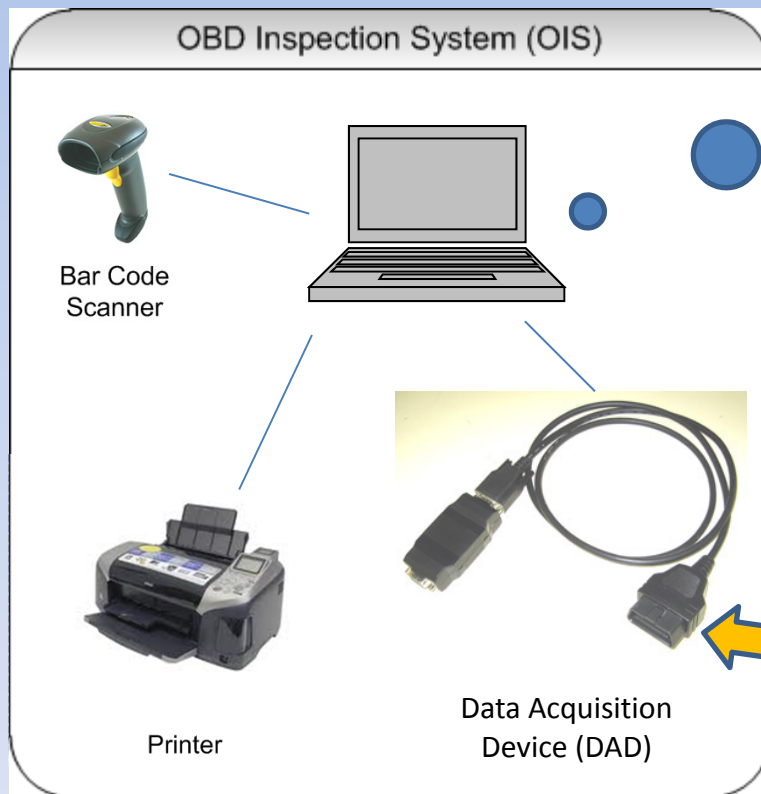 OBD Inspection System (OIS)
Bar Code
Scanner
Printer
Data Acquisition
Device (DAD)